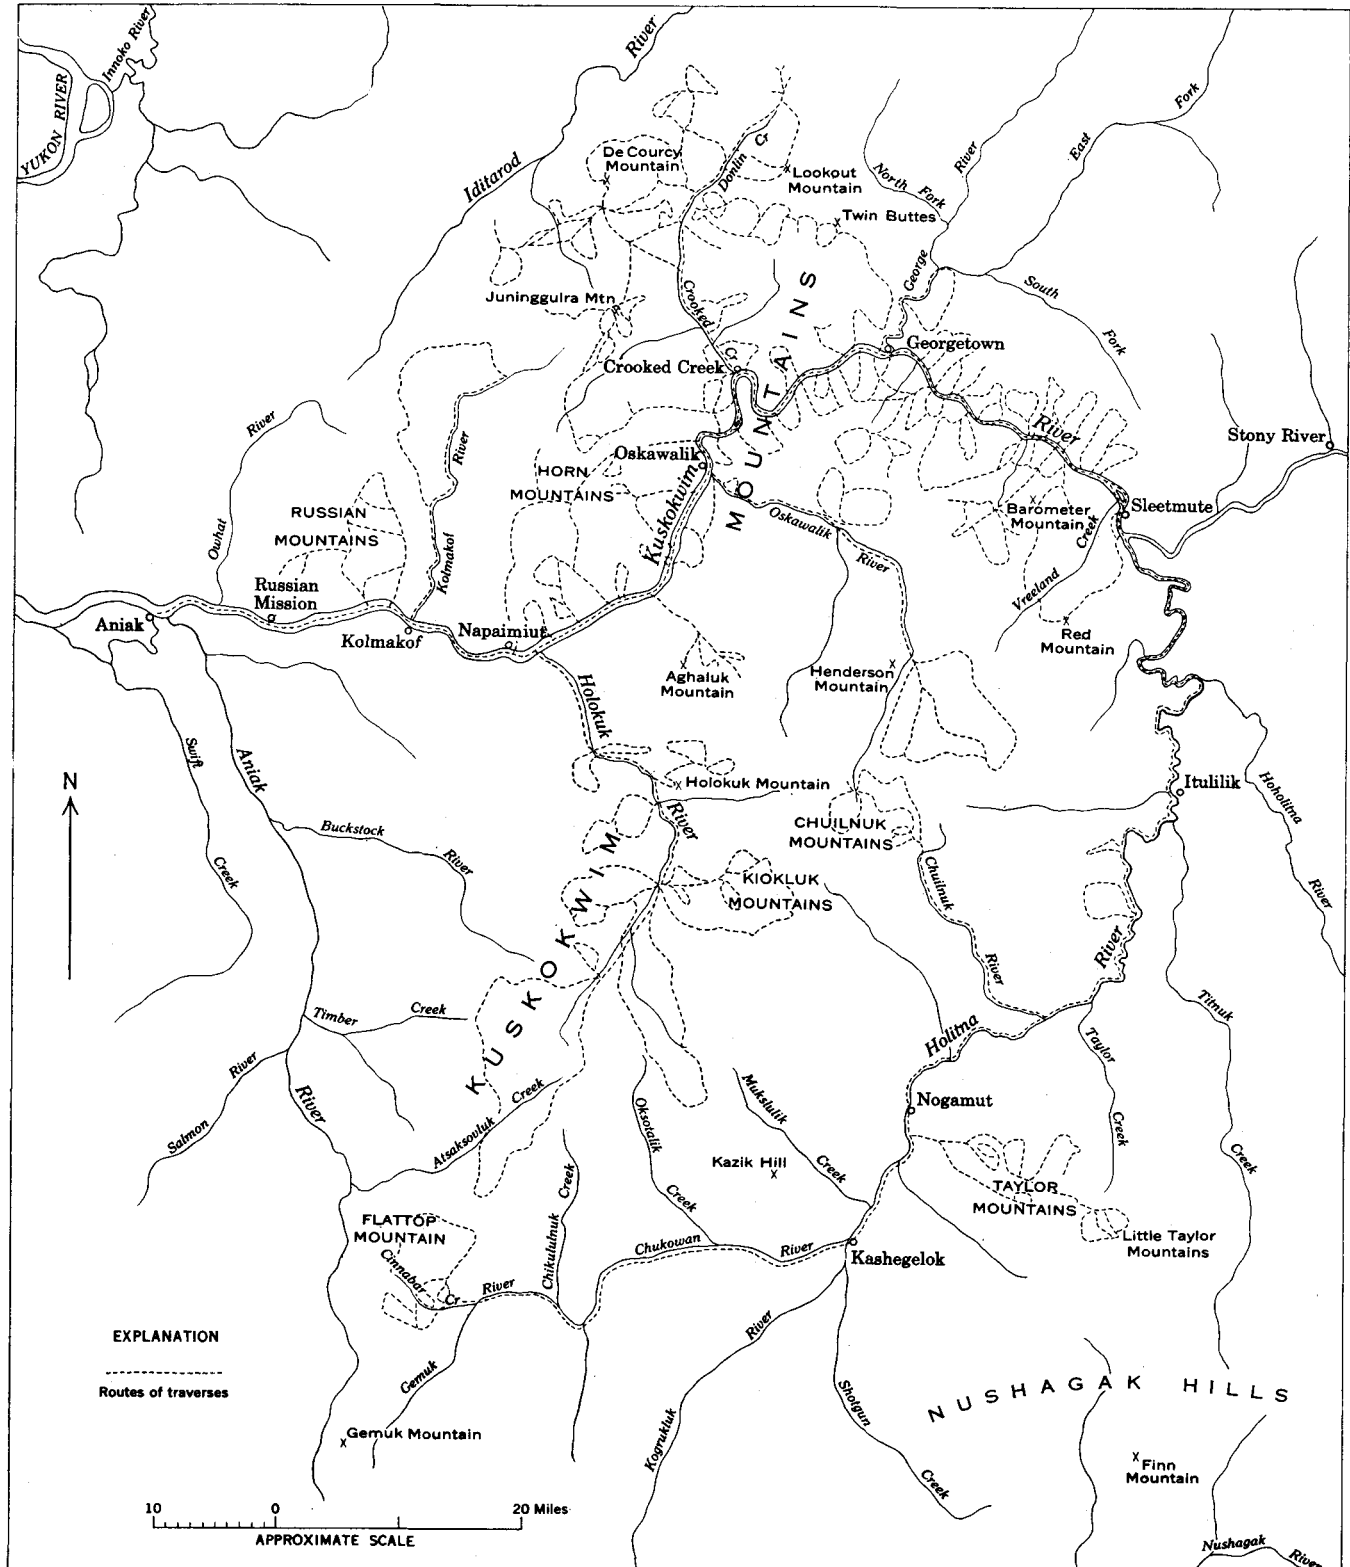 Innoko River
YUKON RIVER
River
Iditarod
De Courcy
Mountain
Donlin Cr
Lookout
Mountain
Twin Buttes
North Fork
River
East Fork
George
South Fork
Juninggulra Mtn
Crooked Cr
Crooked Creek
Georgetown
MOUNTAINS
River
Stony River
Owhat River
RUSSIAN
MOUNTAINS
River
Kolmakof
HORN
MOUNTAINS
Oskawalik
Kuskokwim
Oskawalik River
Barometer
Mountain
Creek
Sleetmute
Vreeland
Russian
Mission
Aniak
Kolmakof
Napaimiut
Red
Mountain
Aghaluk
Mountain
Henderson
Mountain
Holokuk
Swift Creek
Aniak
N
Holokuk Mountain
River
Itulilik
Hoholitna River
Buckstock River
CHUILNUK
MOUNTAINS
KIOKLUK
MOUNTAINS
Chuilnuk River
KUSKOKWIM
River
Titnuk Creek
Timber Creek
Holitna
Taylor Creek
Salmon River
River
Atsaksovluk Creek
Oksotalik Creek
Mukslulik Creek
Nogamut
Kazik Hill
TAYLOR
MOUNTAINS
Little Taylor
Mountains
FLATTOP
MOUNTAIN
Cinnabar Cr
River
Chikululnuk Creek
Chukowan River
Kashegelok
EXPLANATION
Routes of traverses
Gemuk
Gemuk Mountain
Kogrukluk River
Shotgun Creek
NUSHAGAK HILLS
Finn
Mountain
Nushagak River
10 0 20 Miles
APPROXIMATE SCALE